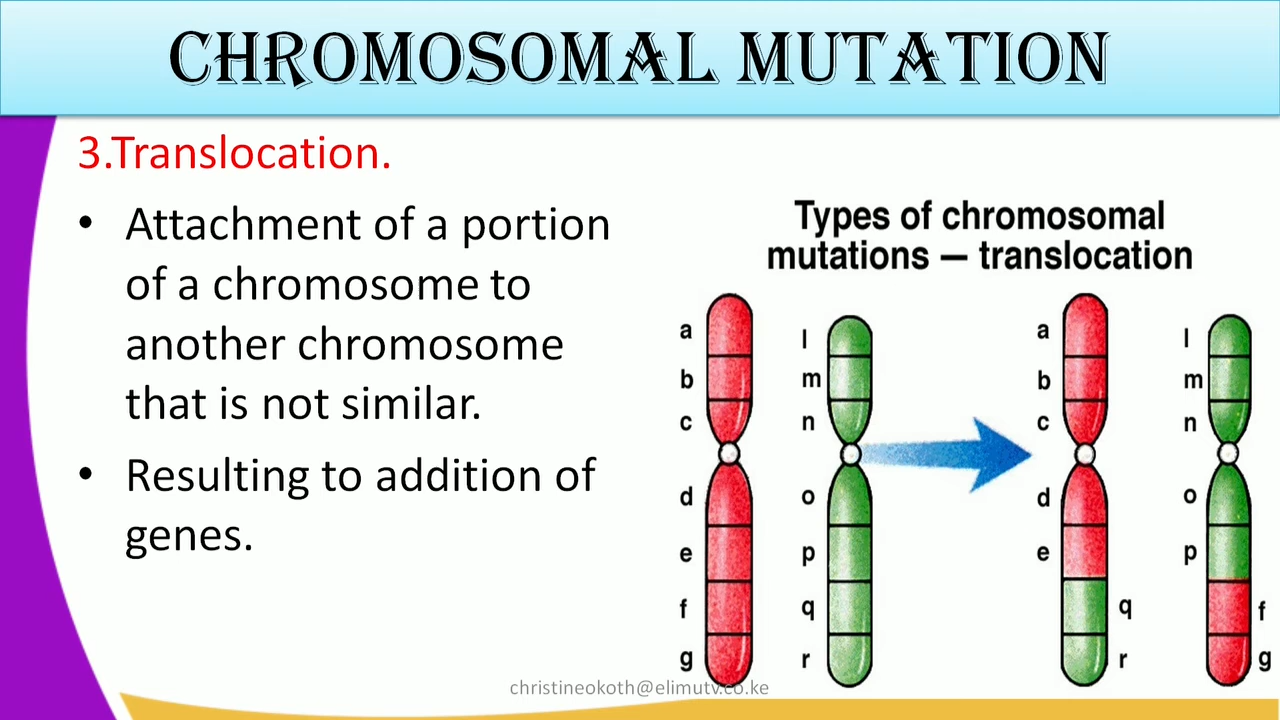 CHROMOSOMAL MUTATION
3.Translocation.
• Attachment of a portion
of a chromosome to
another chromosome
that is not similar.
• Resulting to addition of
genes.
Types of chromosomal
mutations — translocation
a
b
c
d
e
f
g
l
m
n
o
p
q
r
a
b
c
d
e
q
r
l
m
n
o
p
f
g
christineokoth@elimutv.co.ke